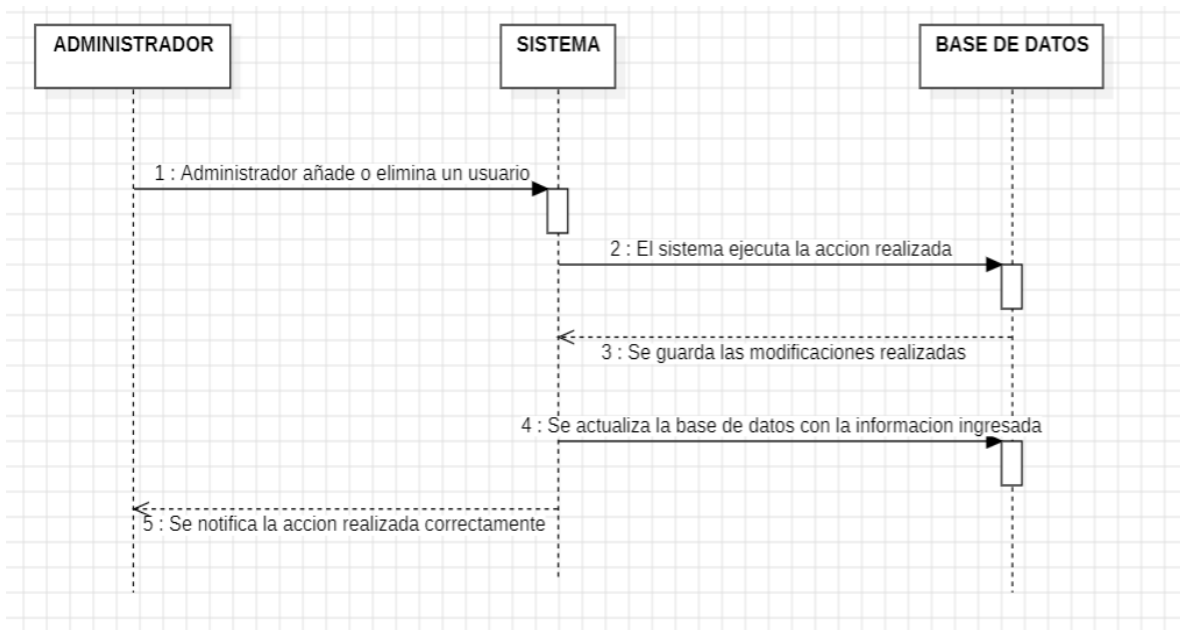 ADMINISTRADOR
SISTEMA
BASE DE DATOS
1 : Administrador añade o elimina un usuario
2 : El sistema ejecuta la accion realizada
3 : Se guarda las modificaciones realizadas
4 : Se actualiza la base de datos con la informacion ingresada
5 : Se notifica la accion realizada correctamente